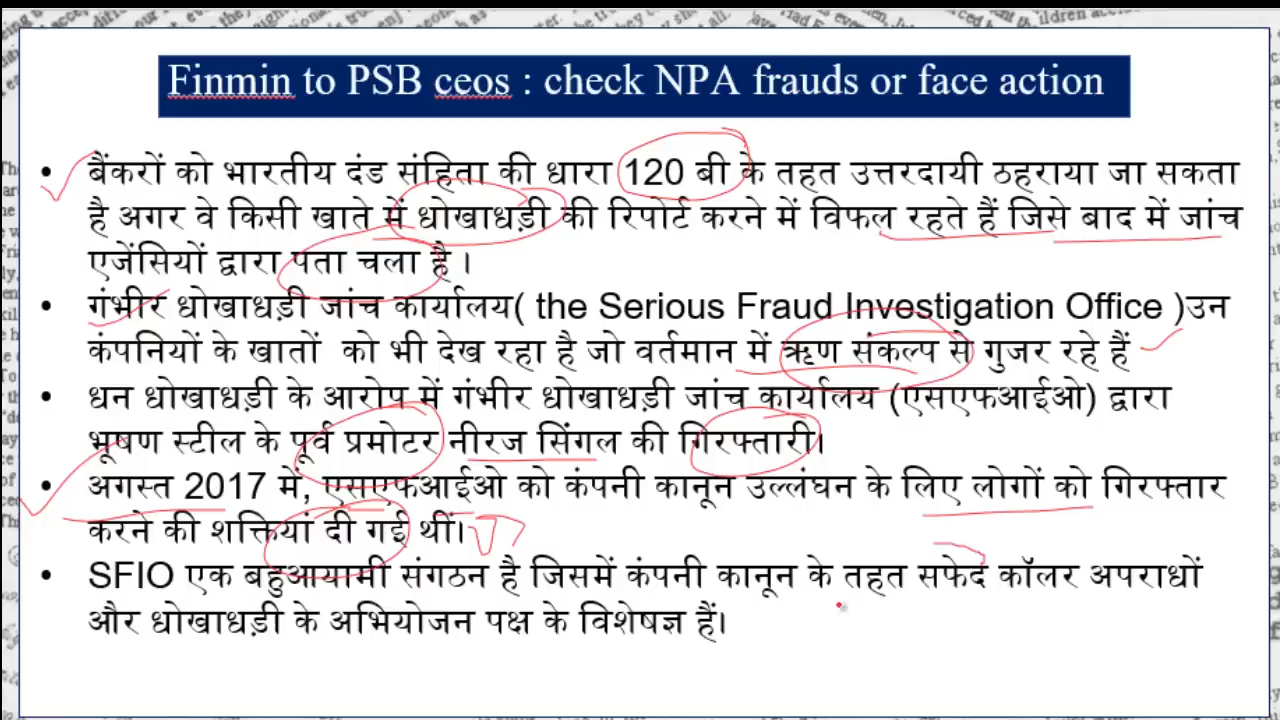 Finmin to PSB ceos : check NPA frauds or face action
• बैंकरों को भारतीय दंड संहिता की धारा 120 बी के तहत उत्तरदायी ठहराया जा सकता
है अगर वे किसी खाते में धोखाधड़ी की रिपोर्ट करने में विफल रहते हैं जिसे बाद में जांच
एजेंसियों द्वारा पता चला है ।
• गंभीर धोखाधड़ी जांच कार्यालय( the Serious Fraud Investigation Office )उन
कंपनियों के खातों को भी देख रहा है जो वर्तमान में ऋण संकल्प से गुजर रहे हैं
• धन धोखाधड़ी के आरोप में गंभीर धोखाधड़ी जांच कार्यालय (एसएफआईओ) द्वारा
भूषण स्टील के पूर्व प्रमोटर नीरज सिंगल की गिरफ्तारी।
• अगस्त 2017 में, एसएफआईओ को कंपनी कानून उल्लंघन के लिए लोगों को गिरफ्तार
करने की शक्तियां दी गई थीं।
• SFIO एक बहुआयामी संगठन है जिसमें कंपनी कानून के तहत सफेद कॉलर अपराधों
और धोखाधड़ी के अभियोजन पक्ष के विशेषज्ञ हैं।